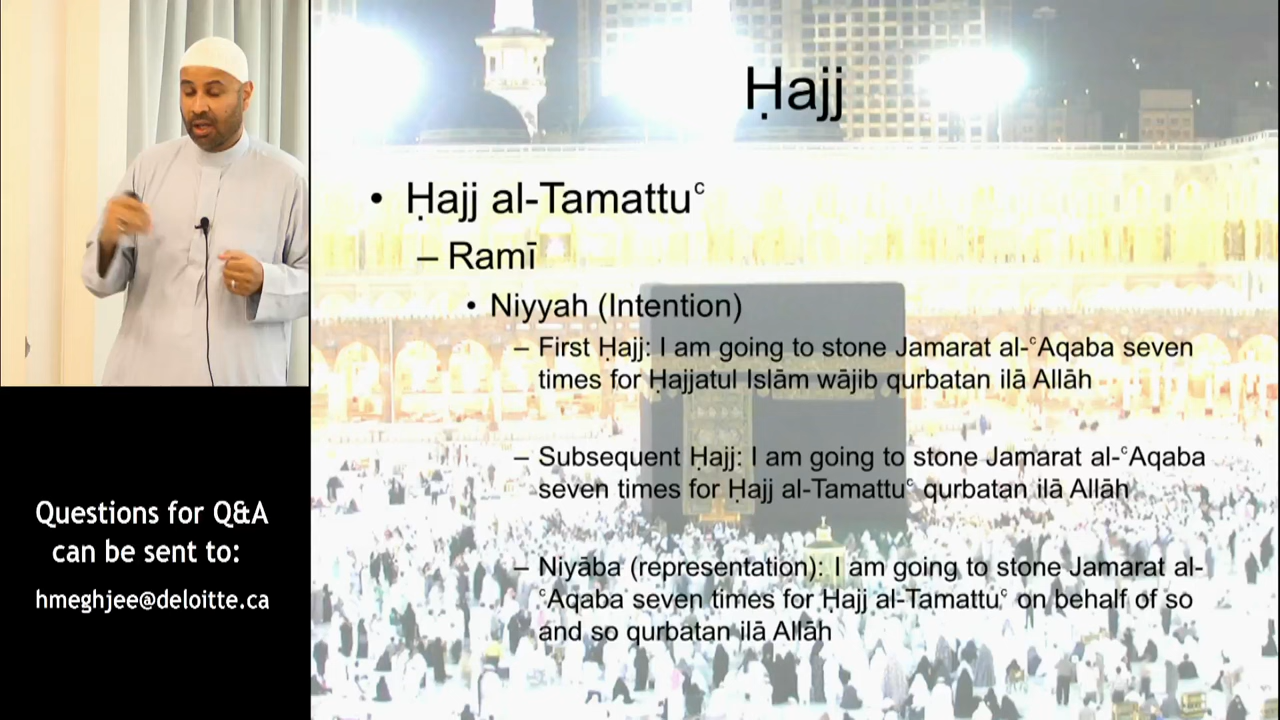 Ḥajj
• Ḥajj al-Tamattuᶜ
– Ramī
• Niyyah (Intention)
– First Ḥajj: I am going to stone Jamarat al-ᶜAqaba seven
times for Ḥajjatul Islām wājib qurbatan ilā Allāh
– Subsequent Ḥajj: I am going to stone Jamarat al-ᶜAqaba
seven times for Ḥajj al-Tamattuᶜ qurbatan ilā Allāh
– Niyāba (representation): I am going to stone Jamarat al-
ᶜAqaba seven times for Ḥajj al-Tamattuᶜ on behalf of so
and so qurbatan ilā Allāh
Questions for Q&A
can be sent to:
hmeghjee@deloitte.ca